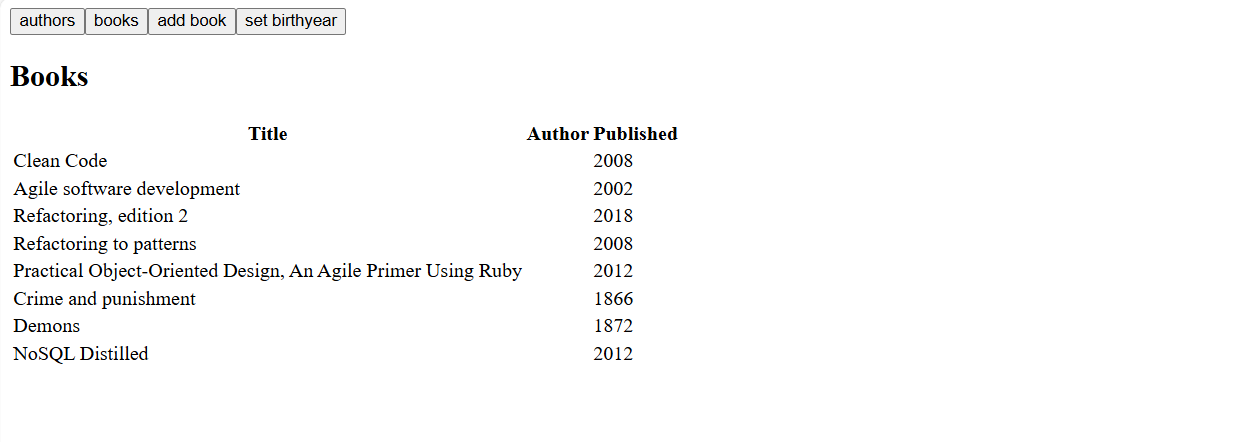 authors books add book set birthyear
Books
Title Author Published
Clean Code 2008
Agile software development 2002
Refactoring, edition 2 2018
Refactoring to patterns 2008
Practical Object-Oriented Design, An Agile Primer Using Ruby 2012
Crime and punishment 1866
Demons 1872
NoSQL Distilled 2012